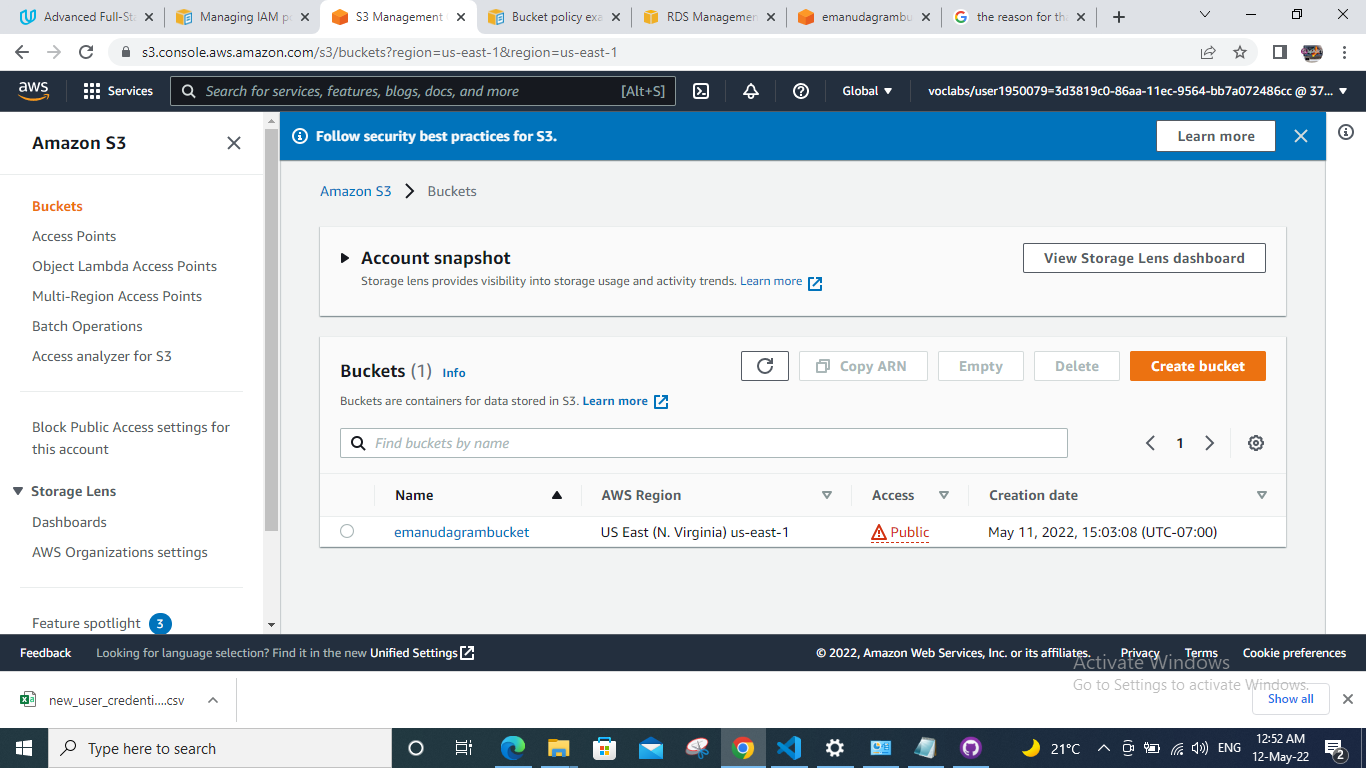 Advanced Full-Sta
Managing IAM po
S3 Management
Bucket policy exa
RDS Managemen
emanudagrambu
the reason for tha
s3.console.aws.amazon.com/s3/buckets?region=us-east-1&region=us-east-1
aws
Services
Search for services, features, blogs, docs, and more
[Alt+S]
Global
voclabs/user1950079=3d3819c0-86aa-11ec-9564-bb7a072486cc @ 37...
Amazon S3
Buckets
Access Points
Object Lambda Access Points
Multi-Region Access Points
Batch Operations
Access analyzer for S3
Block Public Access settings for
this account
Storage Lens
Dashboards
AWS Organizations settings
Feature spotlight 3
Follow security best practices for S3.
Learn more
Amazon S3 > Buckets
Account snapshot
View Storage Lens dashboard
Storage lens provides visibility into storage usage and activity trends. Learn more
Buckets (1) Info
Copy ARN
Empty
Delete
Create bucket
Buckets are containers for data stored in S3. Learn more
Find buckets by name
1
Name AWS Region Access Creation date
emanudagrambucket US East (N. Virginia) us-east-1 Public May 11, 2022, 15:03:08 (UTC-07:00)
Feedback
Looking for language selection? Find it in the new Unified Settings
© 2022, Amazon Web Services, Inc. or its affiliates.
Privacy
Terms
Cookie preferences
Activate Windows
Go to Settings to activate Windows.
new_user_credenti....csv
Show all
Type here to search
21°C
ENG
12:52 AM
12-May-22
2